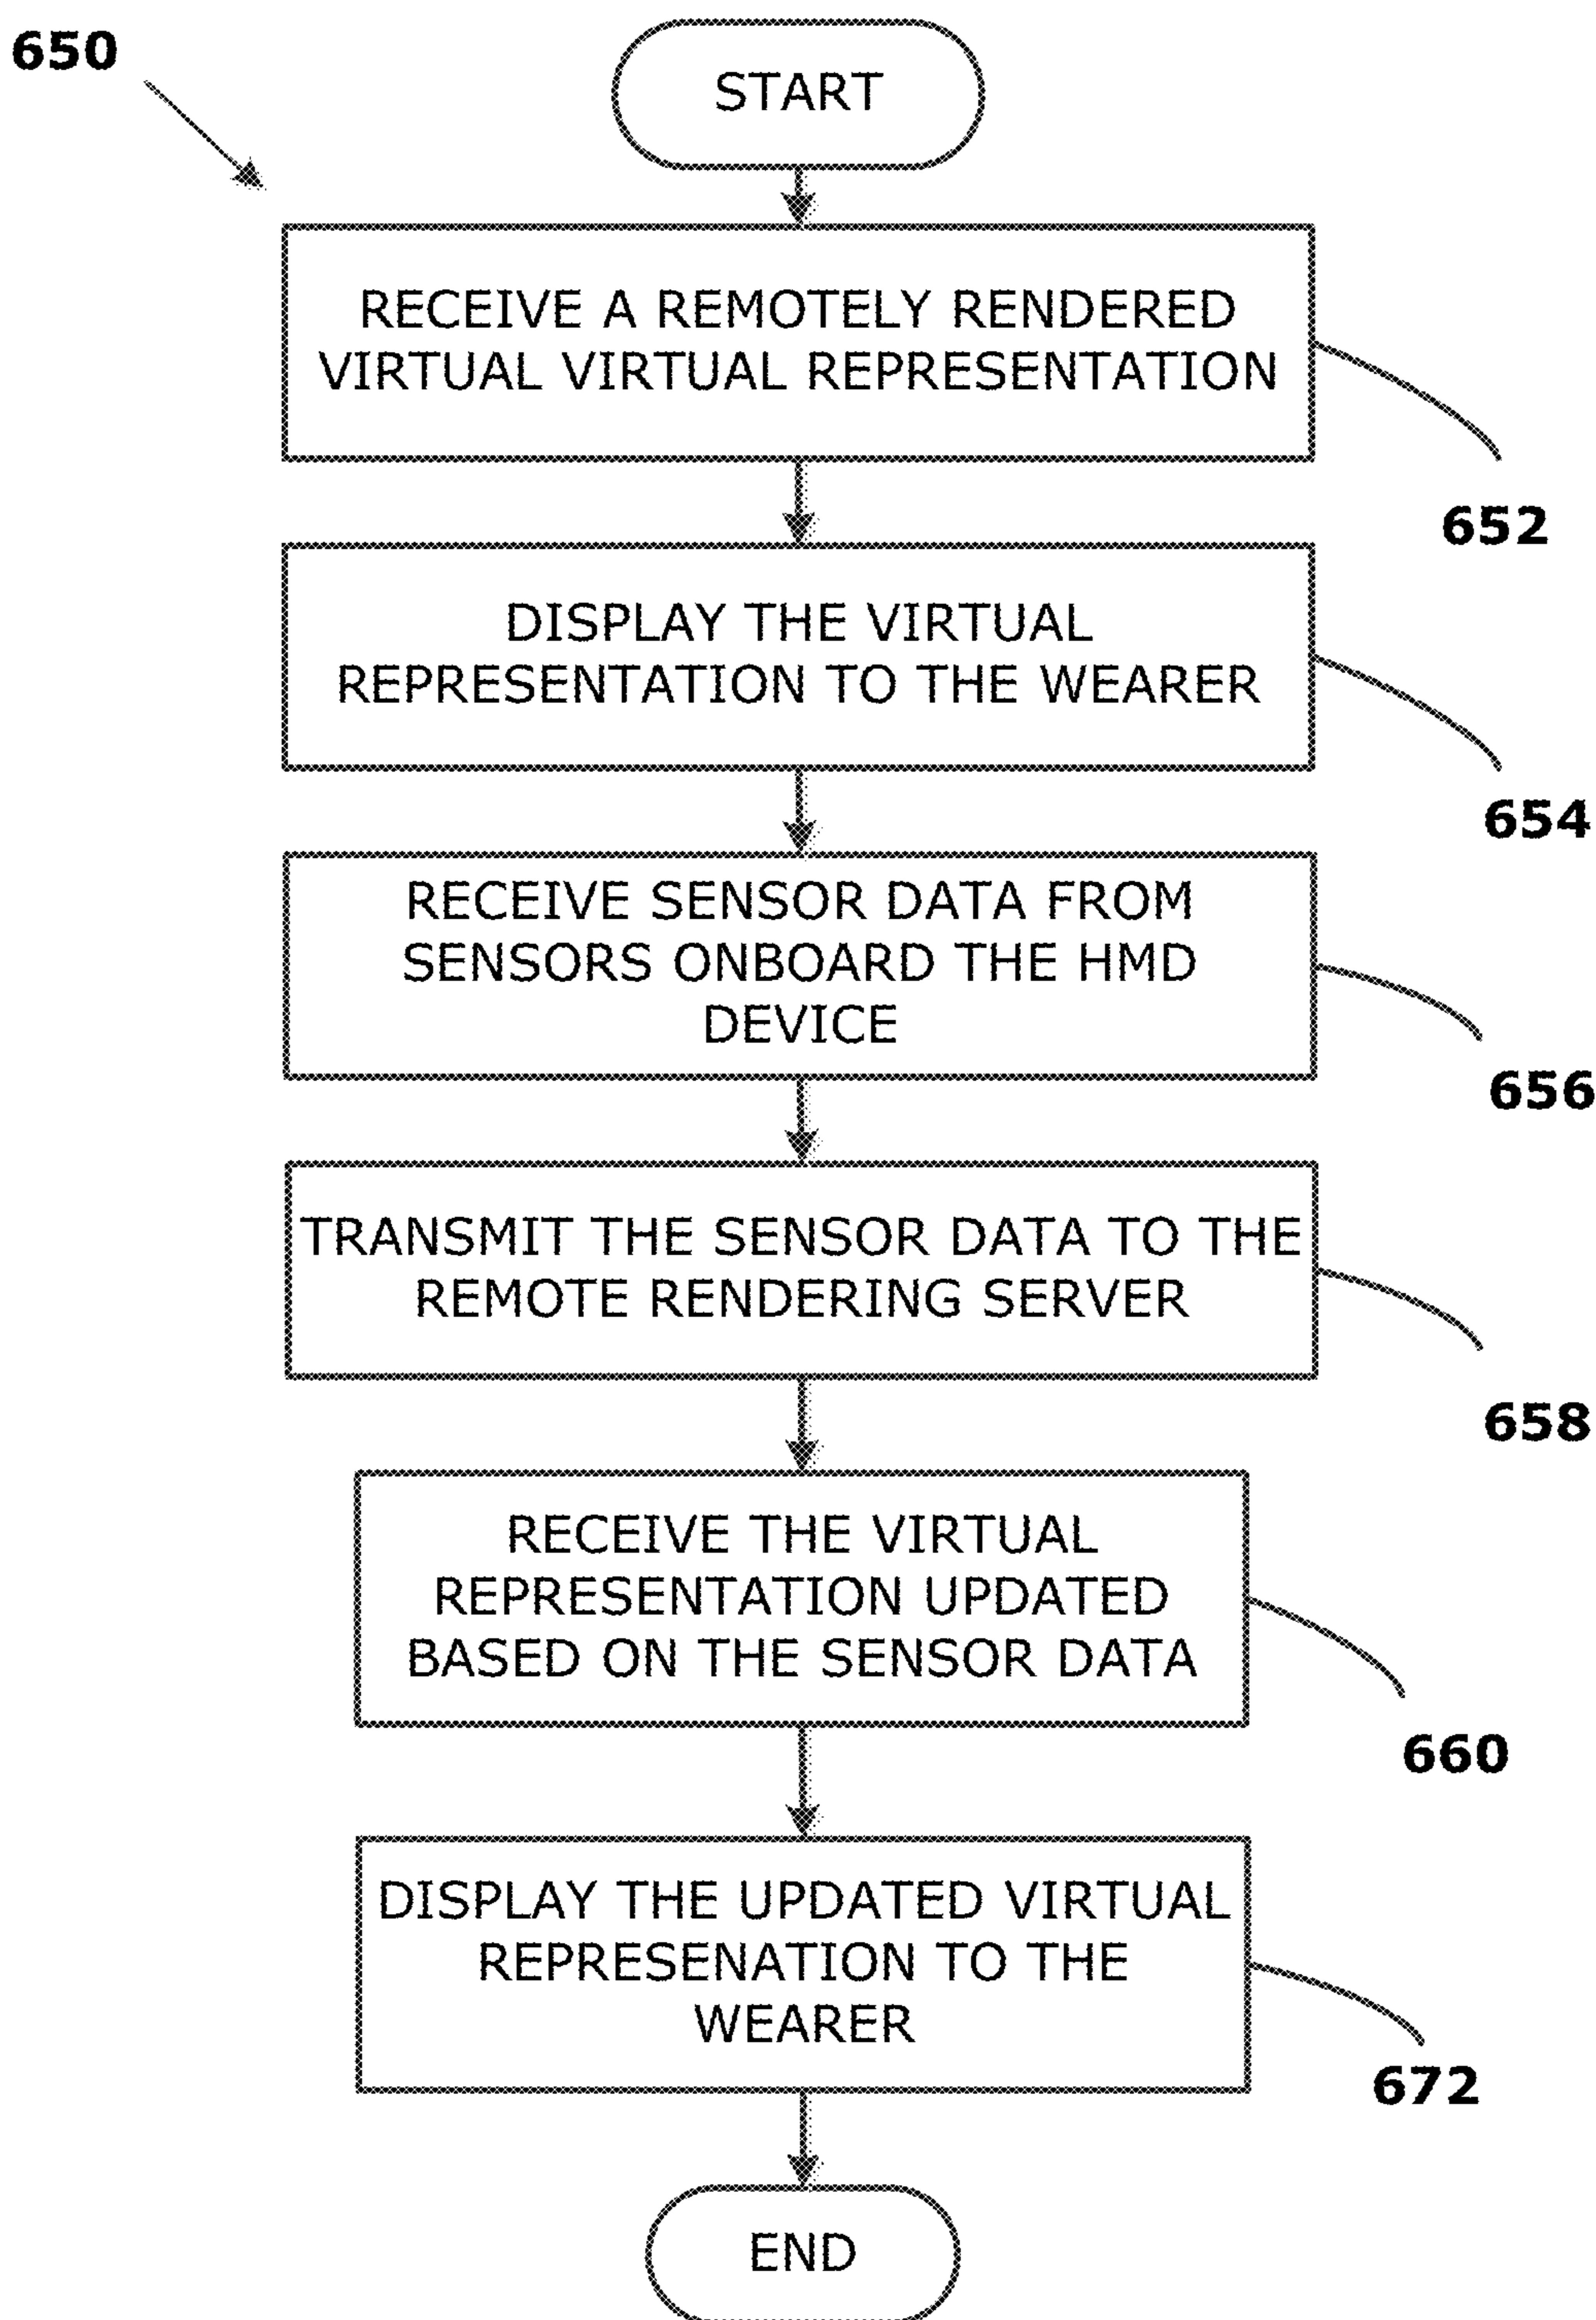 650
START
RECEIVE A REMOTELY RENDERED
VIRTUAL VIRTUAL REPRESENTATION
652
DISPLAY THE VIRTUAL
REPRESENTATION TO THE WEARER
654
RECEIVE SENSOR DATA FROM
SENSORS ONBOARD THE HMD
DEVICE
656
TRANSMIT THE SENSOR DATA TO THE
REMOTE RENDERING SERVER
658
RECEIVE THE VIRTUAL
REPRESENTATION UPDATED
BASED ON THE SENSOR DATA
660
DISPLAY THE UPDATED VIRTUAL
REPRESENATION TO THE
WEARER
672
END